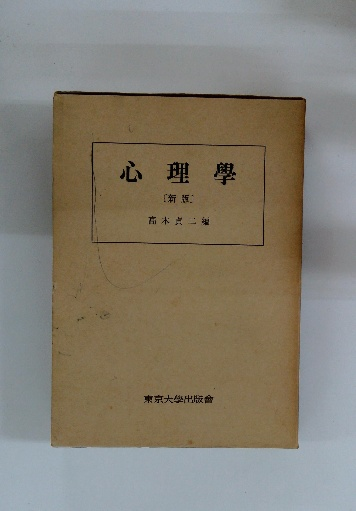 心理學
〔新版〕
高木貞二編
東京大學出版會